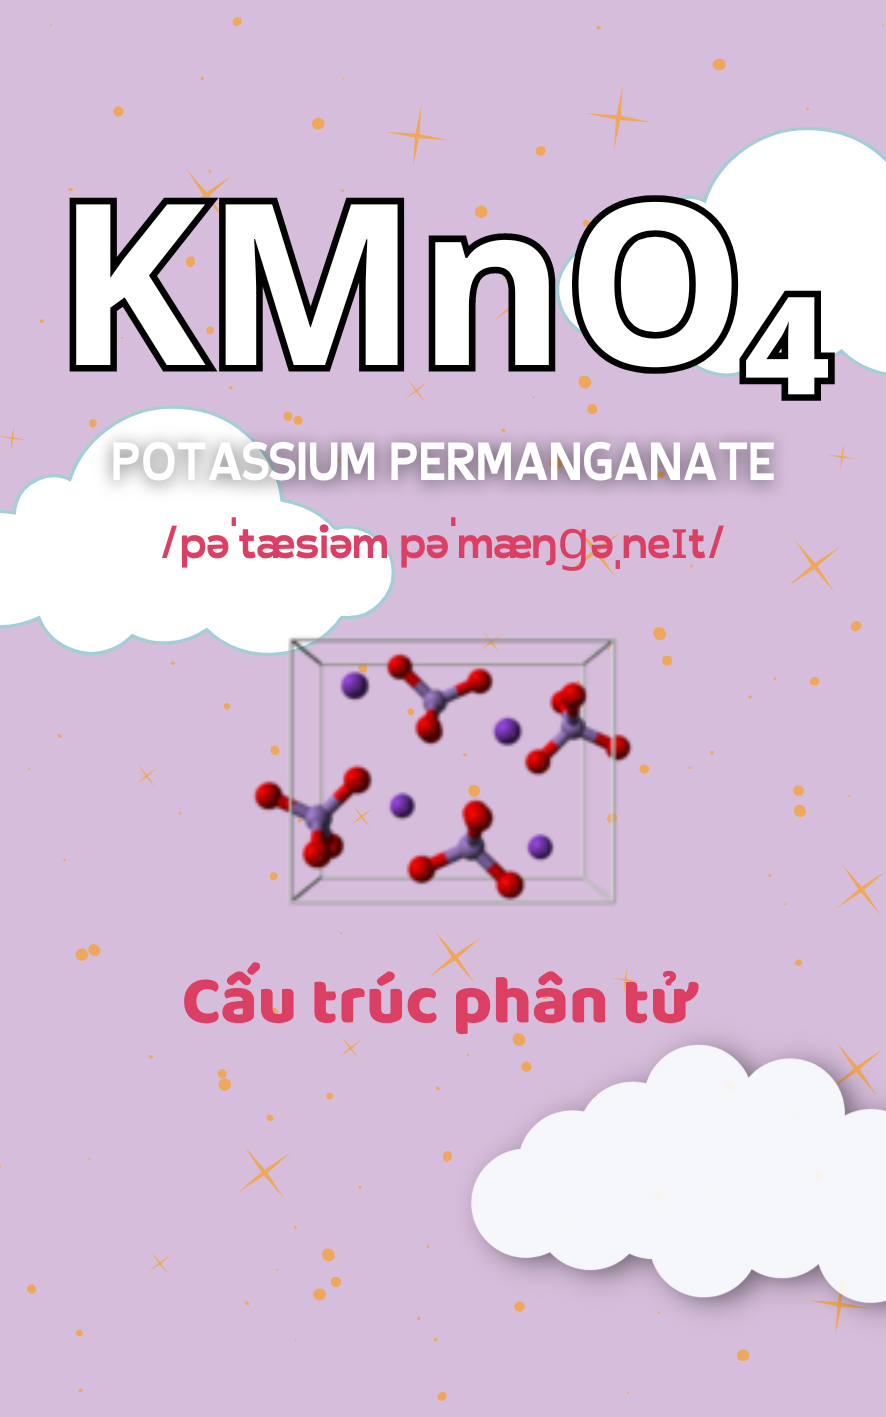 KMnO₄
POTASSIUM PERMANGANATE
/pəˈtæsiəm pəˈmæŋɡəˌneɪt/
Cấu trúc phân tử